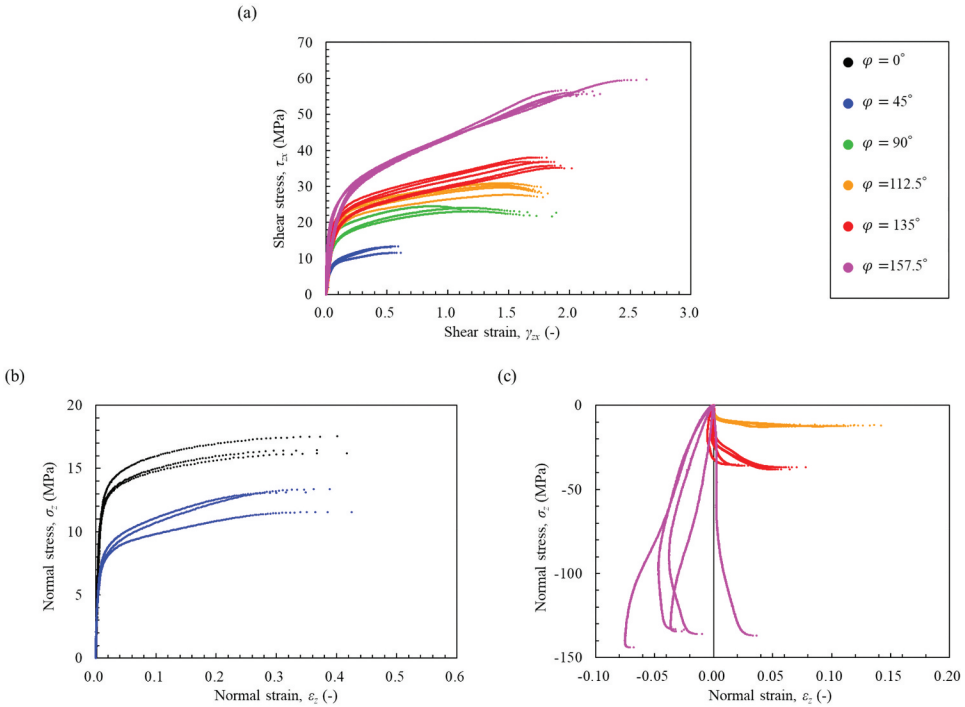 (a)
70
60
50
40
30
20
10
0
Shear stress, τzx (MPa)
0.0 0.5 1.0 1.5 2.0 2.5 3.0
Shear strain, γzx (-)
φ = 0°
φ = 45°
φ = 90°
φ =112.5°
φ = 135°
φ =157.5°
(b)
20
15
10
5
0
Normal stress, σz (MPa)
0.0 0.1 0.2 0.3 0.4 0.5 0.6
Normal strain, εz (-)
(c)
0
-50
-100
-150
Normal stress, σz (MPa)
-0.10 -0.05 0.00 0.05 0.10 0.15 0.20
Normal strain, εz (-)